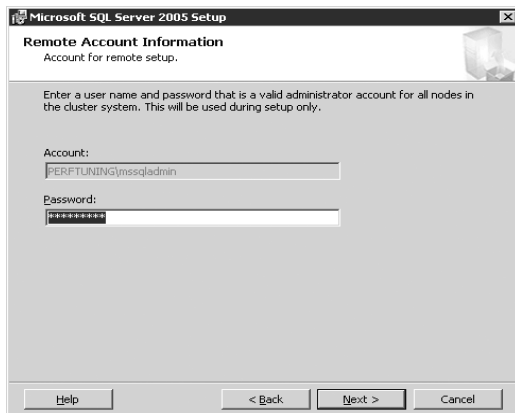 Microsoft SQL Server 2005 Setup
Remote Account Information
Account for remote setup.
Enter a user name and password that is a valid administrator account for all nodes in
the cluster system. This will be used during setup only.
Account:
PERFTUNING\mssqladmin
Password:
*********
Help
< Back
Next >
Cancel